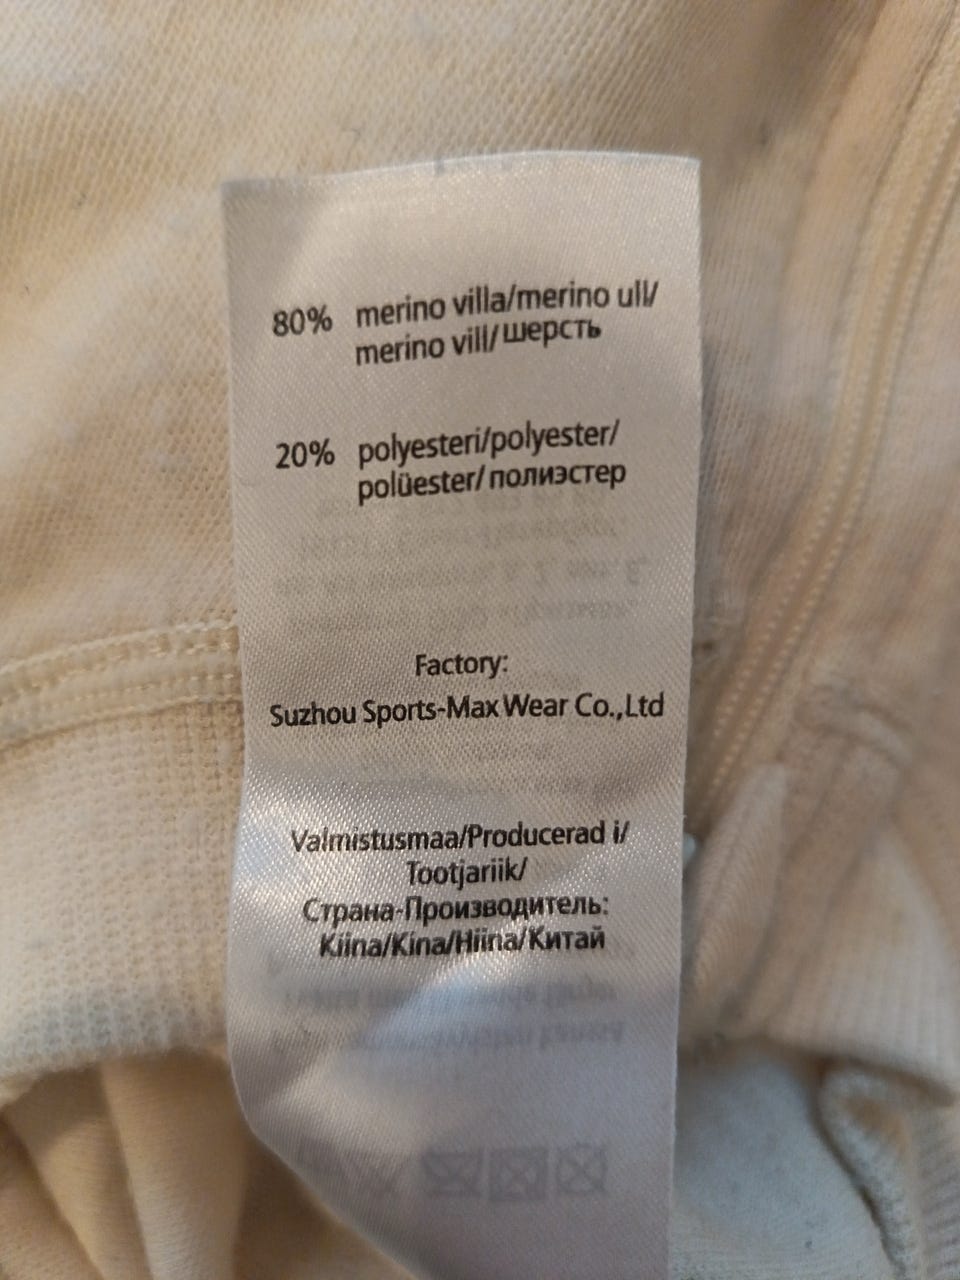 80% merino villa/merino ull/
merino vill/шерсть
20% polyesteri/polyester/
polüester/полиэстер
Factory:
Suzhou Sports-Max Wear Co.,Ltd
Valmistusmaa/Producerad i/
Tootjariik/
Страна-Производитель:
Kiina/Kina/Hiina/Китай